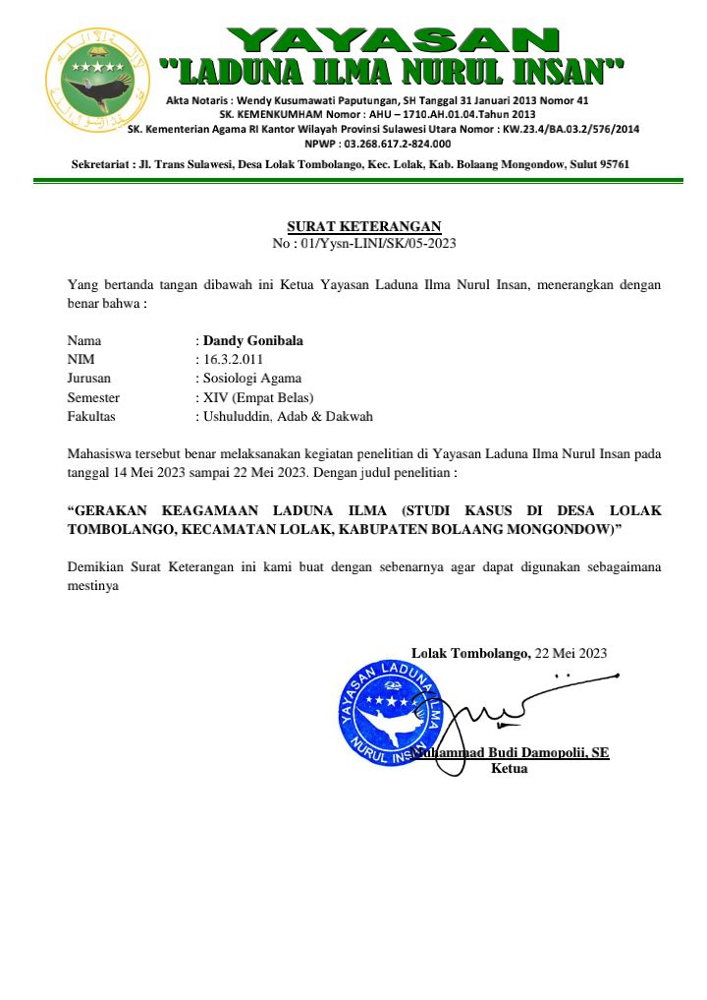 YAYASAN
"LADUNA ILMA NURUL INSAN"
Akta Notaris : Wendy Kusumawati Paputungan, SH Tanggal 31 Januari 2013 Nomor 41
SK. KEMENKUMHAM Nomor : AHU – 1710.AH.01.04.Tahun 2013
SK. Kementerian Agama RI Kantor Wilayah Provinsi Sulawesi Utara Nomor : KW.23.4/BA.03.2/576/2014
NPWP : 03.268.617.2-824.000
Sekretariat : Jl. Trans Sulawesi, Desa Lolak Tombolango, Kec. Lolak, Kab. Bolaang Mongondow, Sulut 95761
SURAT KETERANGAN
No : 01/Yysn-LINI/SK/05-2023
Yang bertanda tangan dibawah ini Ketua Yayasan Laduna Ilma Nurul Insan, menerangkan dengan
benar bahwa :
Nama : Dandy Gonibala
NIM : 16.3.2.011
Jurusan : Sosiologi Agama
Semester : XIV (Empat Belas)
Fakultas : Ushuluddin, Adab & Dakwah
Mahasiswa tersebut benar melaksanakan kegiatan penelitian di Yayasan Laduna Ilma Nurul Insan pada
tanggal 14 Mei 2023 sampai 22 Mei 2023. Dengan judul penelitian :
“GERAKAN KEAGAMAAN LADUNA ILMA (STUDI KASUS DI DESA LOLAK
TOMBOLANGO, KECAMATAN LOLAK, KABUPATEN BOLAANG MONGONDOW)”
Demikian Surat Keterangan ini kami buat dengan sebenarnya agar dapat digunakan sebagaimana
mestinya
Lolak Tombolango, 22 Mei 2023
YAYASAN LADUNA ILMA
NURUL INSAN
Muhammad Budi Damopolii, SE
Ketua